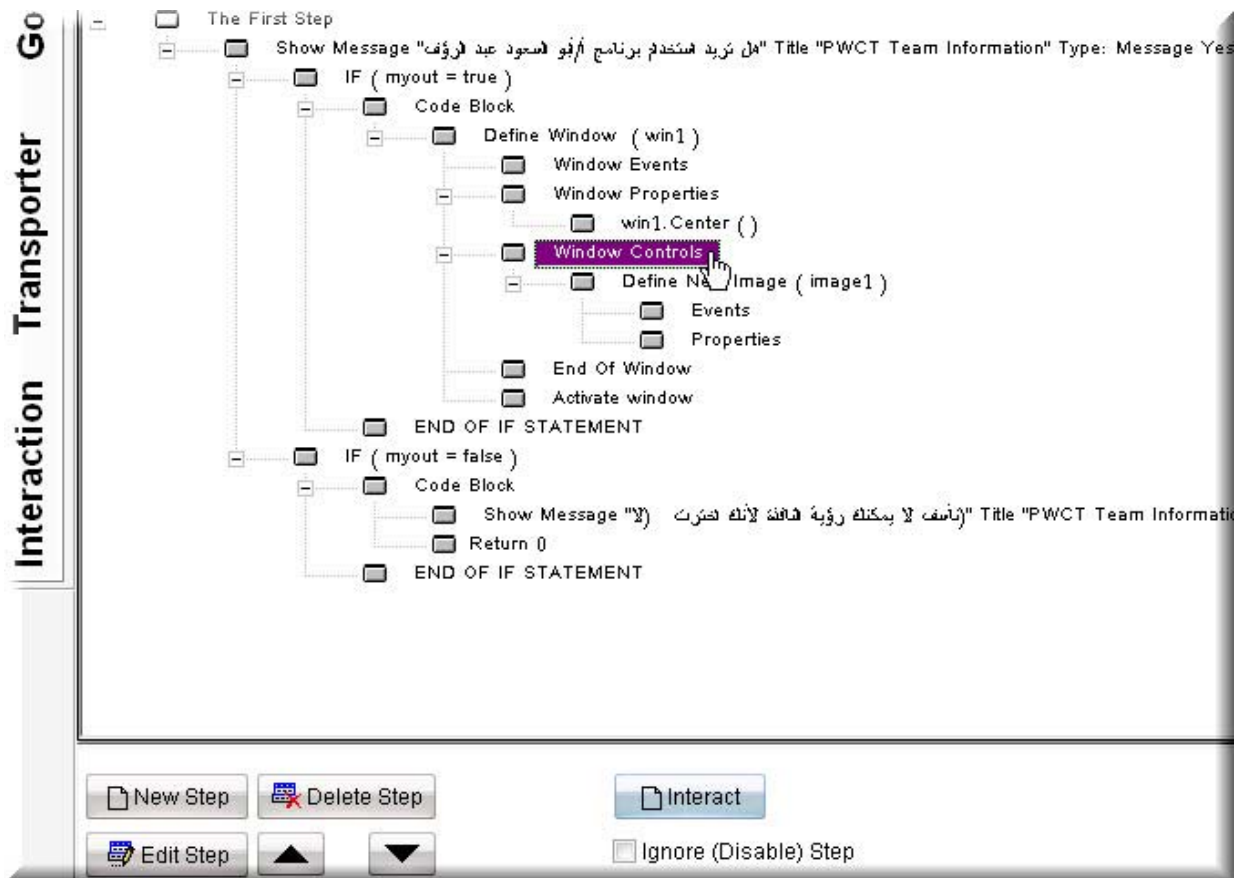 Go
Transporter
Interaction
The First Step
Show Message "هل تريد استخدام برنامج أ/أبو السعود عبد الرؤف" Title "PWCT Team Information" Type: Message Yes
IF ( myout = true )
Code Block
Define Window ( win1 )
Window Events
Window Properties
win1.Center ()
Window Controls
Define Image ( image1 )
Events
Properties
End Of Window
Activate window
END OF IF STATEMENT
IF ( myout = false )
Code Block
Show Message "(نأسف لا يمكنك رؤية النافذة لأنك اخترت (لا" Title "PWCT Team
Return 0
END OF IF STATEMENT
New Step
Delete Step
Interact
Edit Step
Ignore (Disable) Step